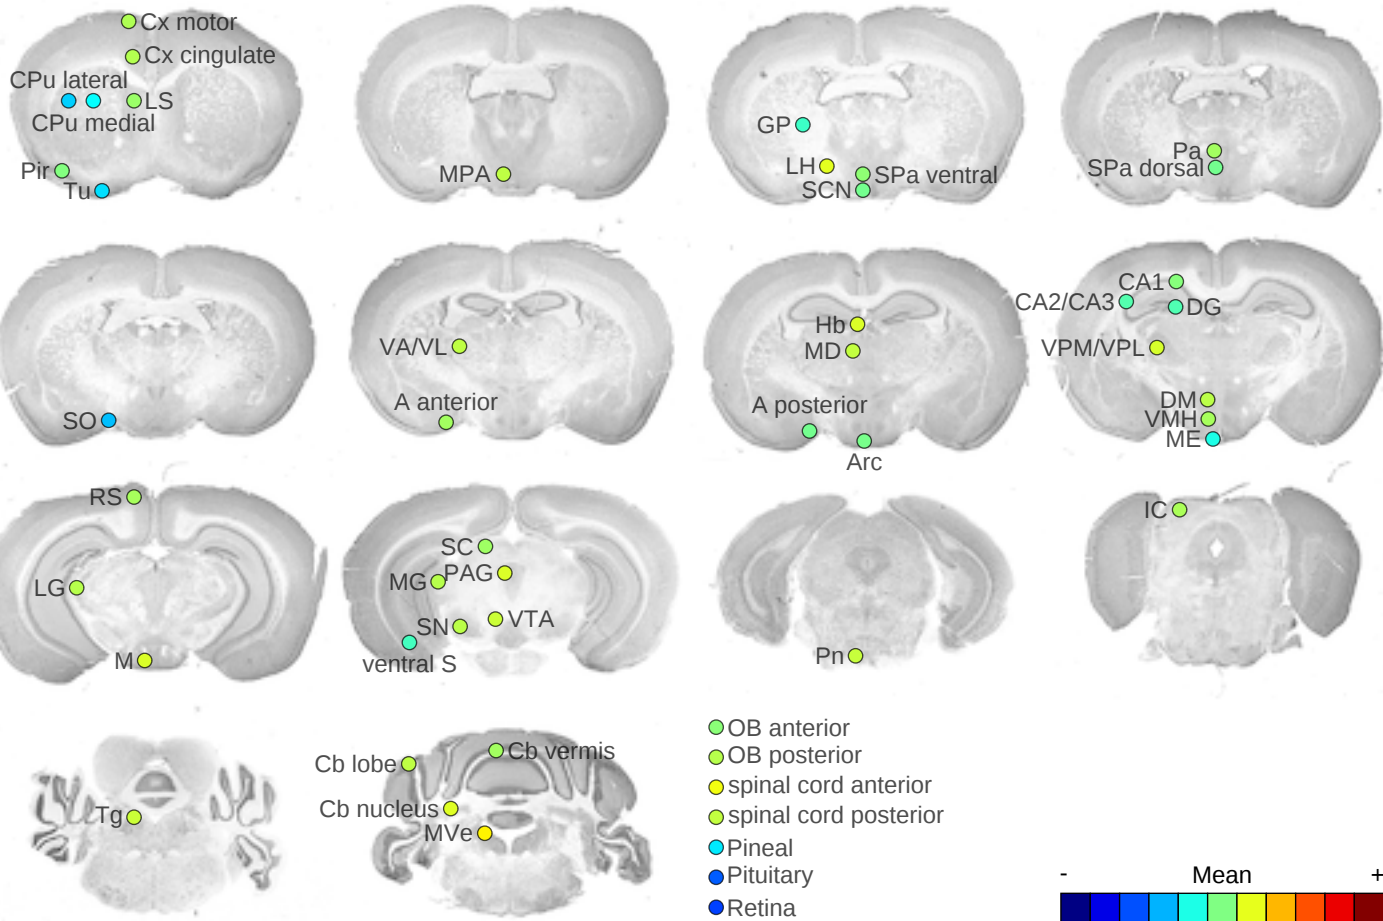 Cx motor
Cx cingulate
CPu lateral
LS
CPu medial
Pir
Tu
MPA
GP
LH
SPa ventral
SCN
Pa
SPa dorsal
SO
VA/VL
A anterior
Hb
MD
A posterior
Arc
CA1
CA2/CA3
DG
VPM/VPL
DM
VMH
ME
RS
LG
M
SC
MG
PAG
SN
VTA
ventral S
Pn
IC
Tg
Cb lobe
Cb vermis
Cb nucleus
MVe
OB anterior
OB posterior
spinal cord anterior
spinal cord posterior
Pineal
Pituitary
Retina
- Mean +